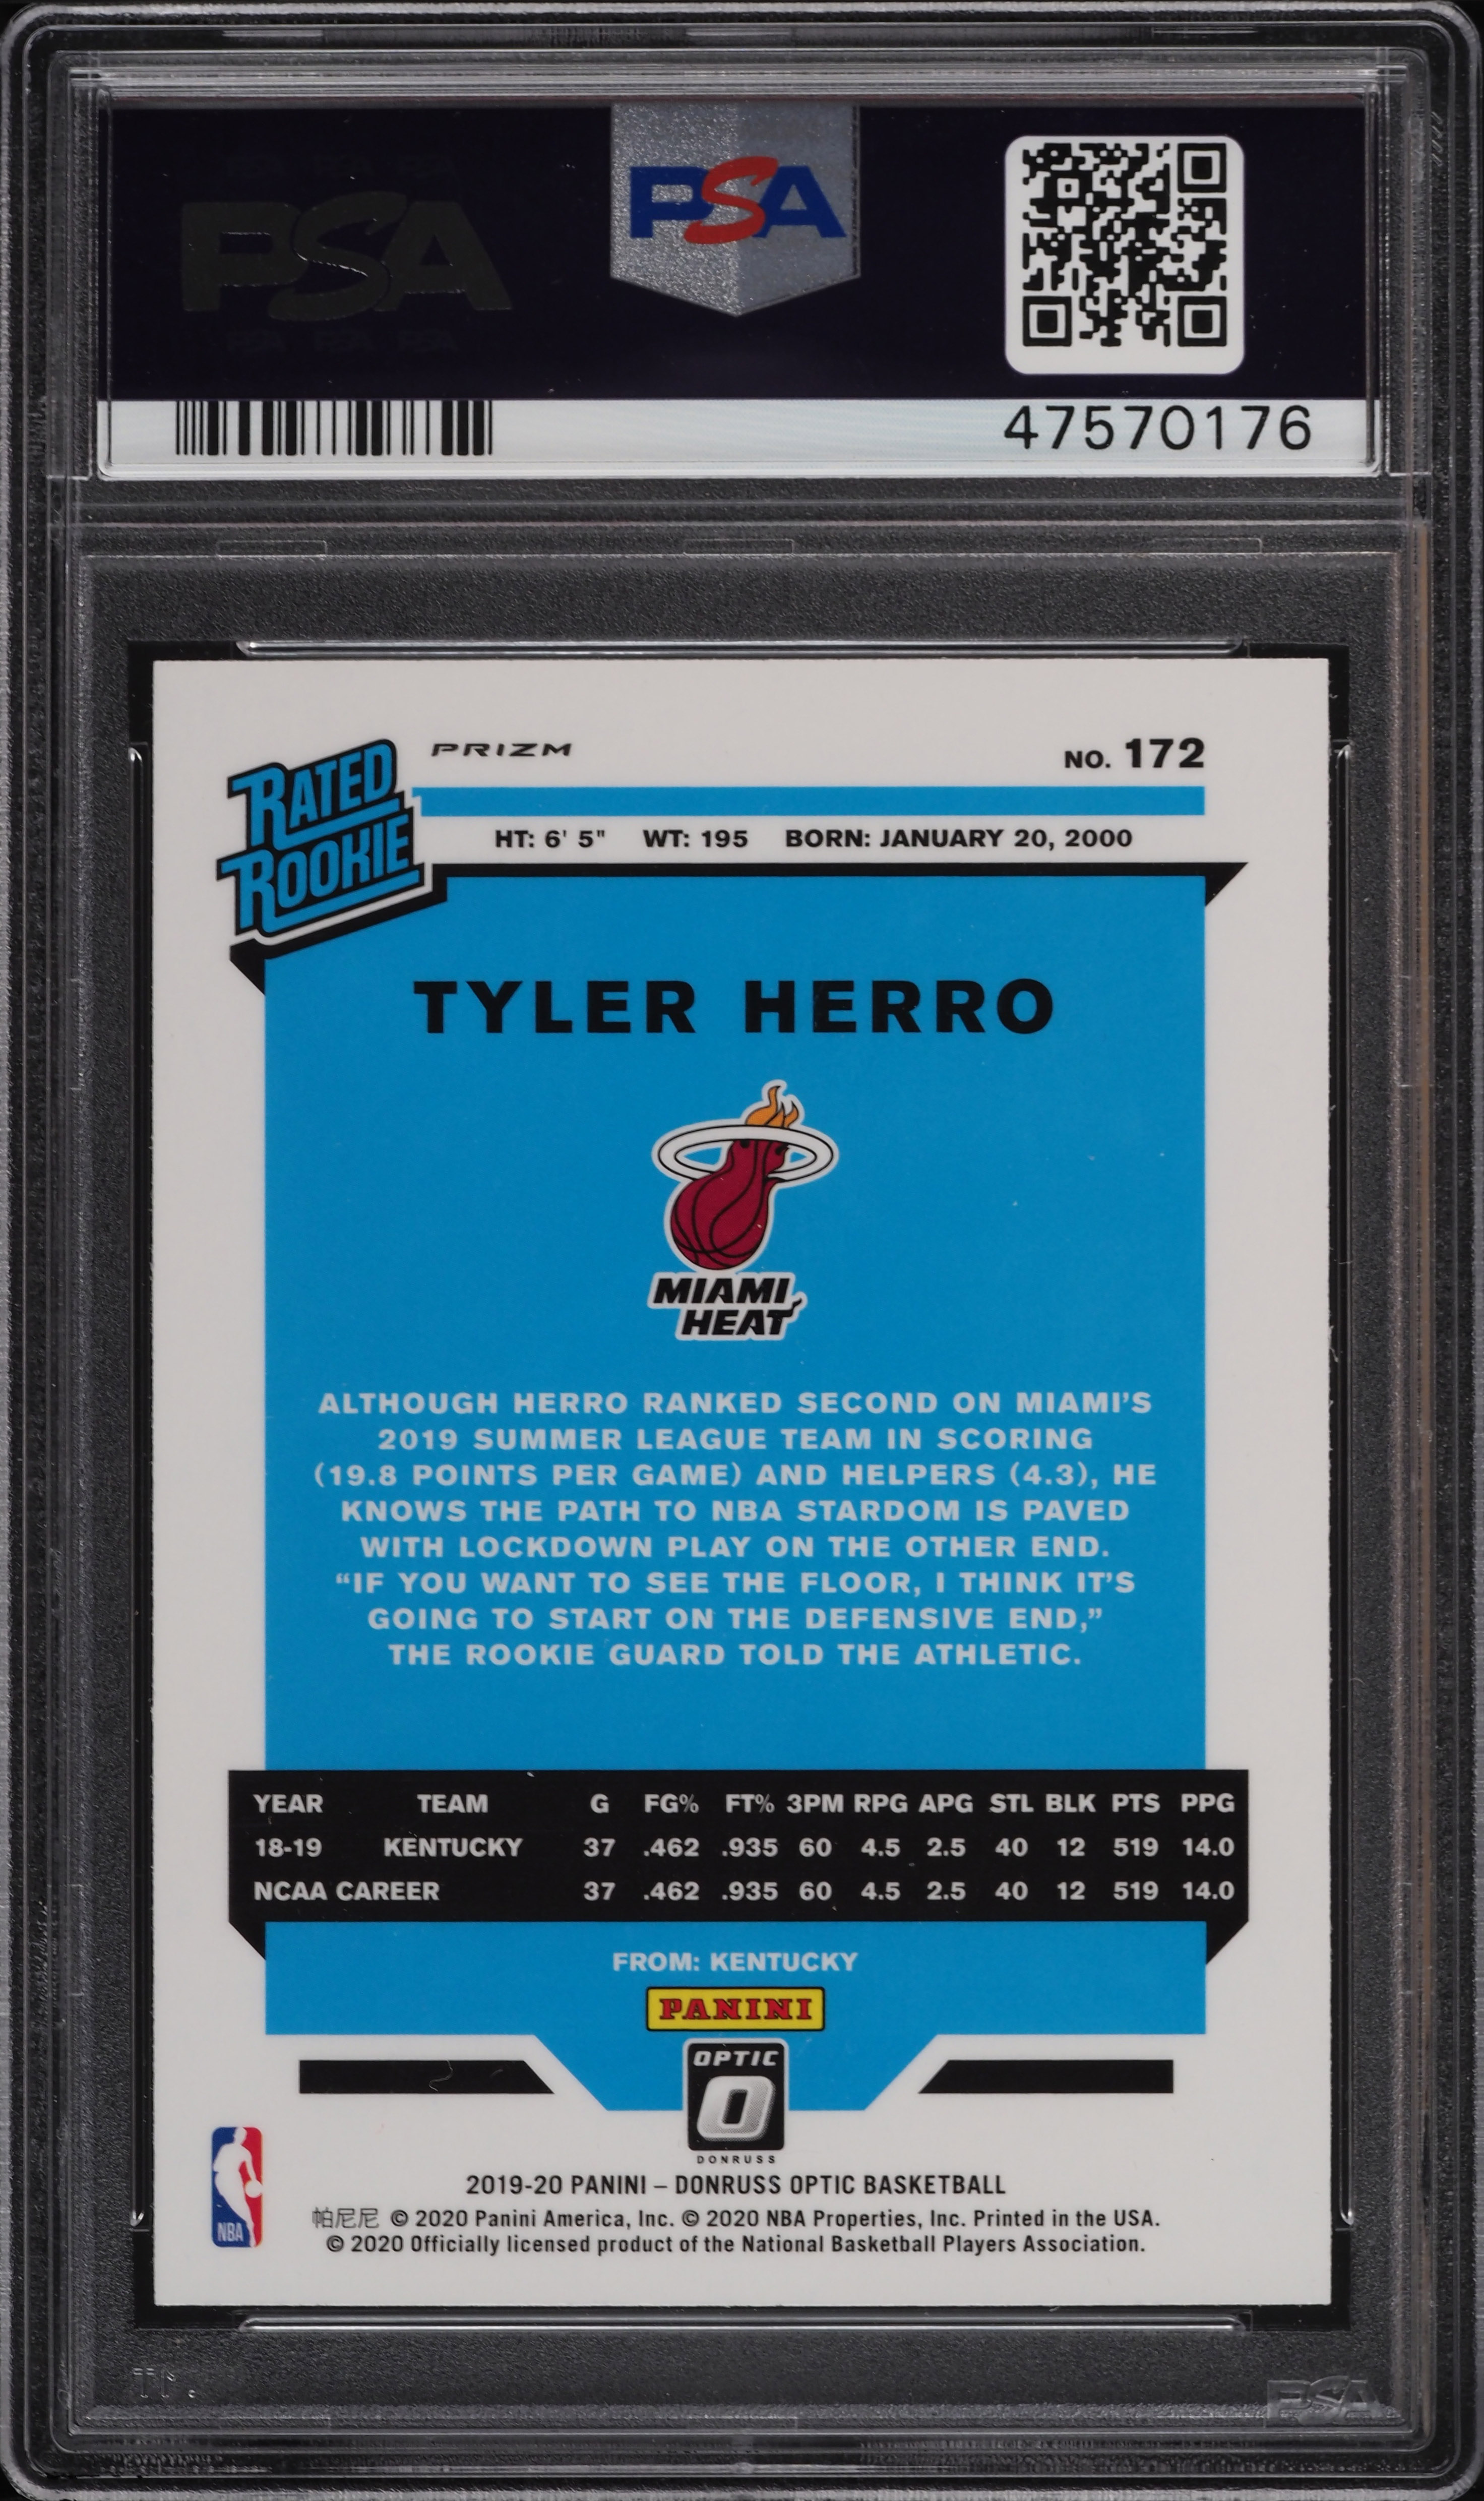 PSA
PSA
47570176
RATED
ROOKIE
PRIZM
NO. 172
HT: 6' 5" WT: 195 BORN: JANUARY 20, 2000
TYLER HERRO
MIAMI
HEAT
ALTHOUGH HERRO RANKED SECOND ON MIAMI'S
2019 SUMMER LEAGUE TEAM IN SCORING
(19.8 POINTS PER GAME) AND HELPERS (4.3), HE
KNOWS THE PATH TO NBA STARDOM IS PAVED
WITH LOCKDOWN PLAY ON THE OTHER END.
“IF YOU WANT TO SEE THE FLOOR, I THINK IT’S
GOING TO START ON THE DEFENSIVE END,”
THE ROOKIE GUARD TOLD THE ATHLETIC.
YEAR TEAM G FG% FT% 3PM RPG APG STL BLK PTS PPG
18-19 KENTUCKY 37 .462 .935 60 4.5 2.5 40 12 519 14.0
NCAA CAREER 37 .462 .935 60 4.5 2.5 40 12 519 14.0
FROM: KENTUCKY
PANINI
OPTIC
O
DONRUSS
NBA
2019-20 PANINI – DONRUSS OPTIC BASKETBALL
帕尼尼 © 2020 Panini America, Inc. © 2020 NBA Properties, Inc. Printed in the USA.
© 2020 Officially licensed product of the National Basketball Players Association.
PSA